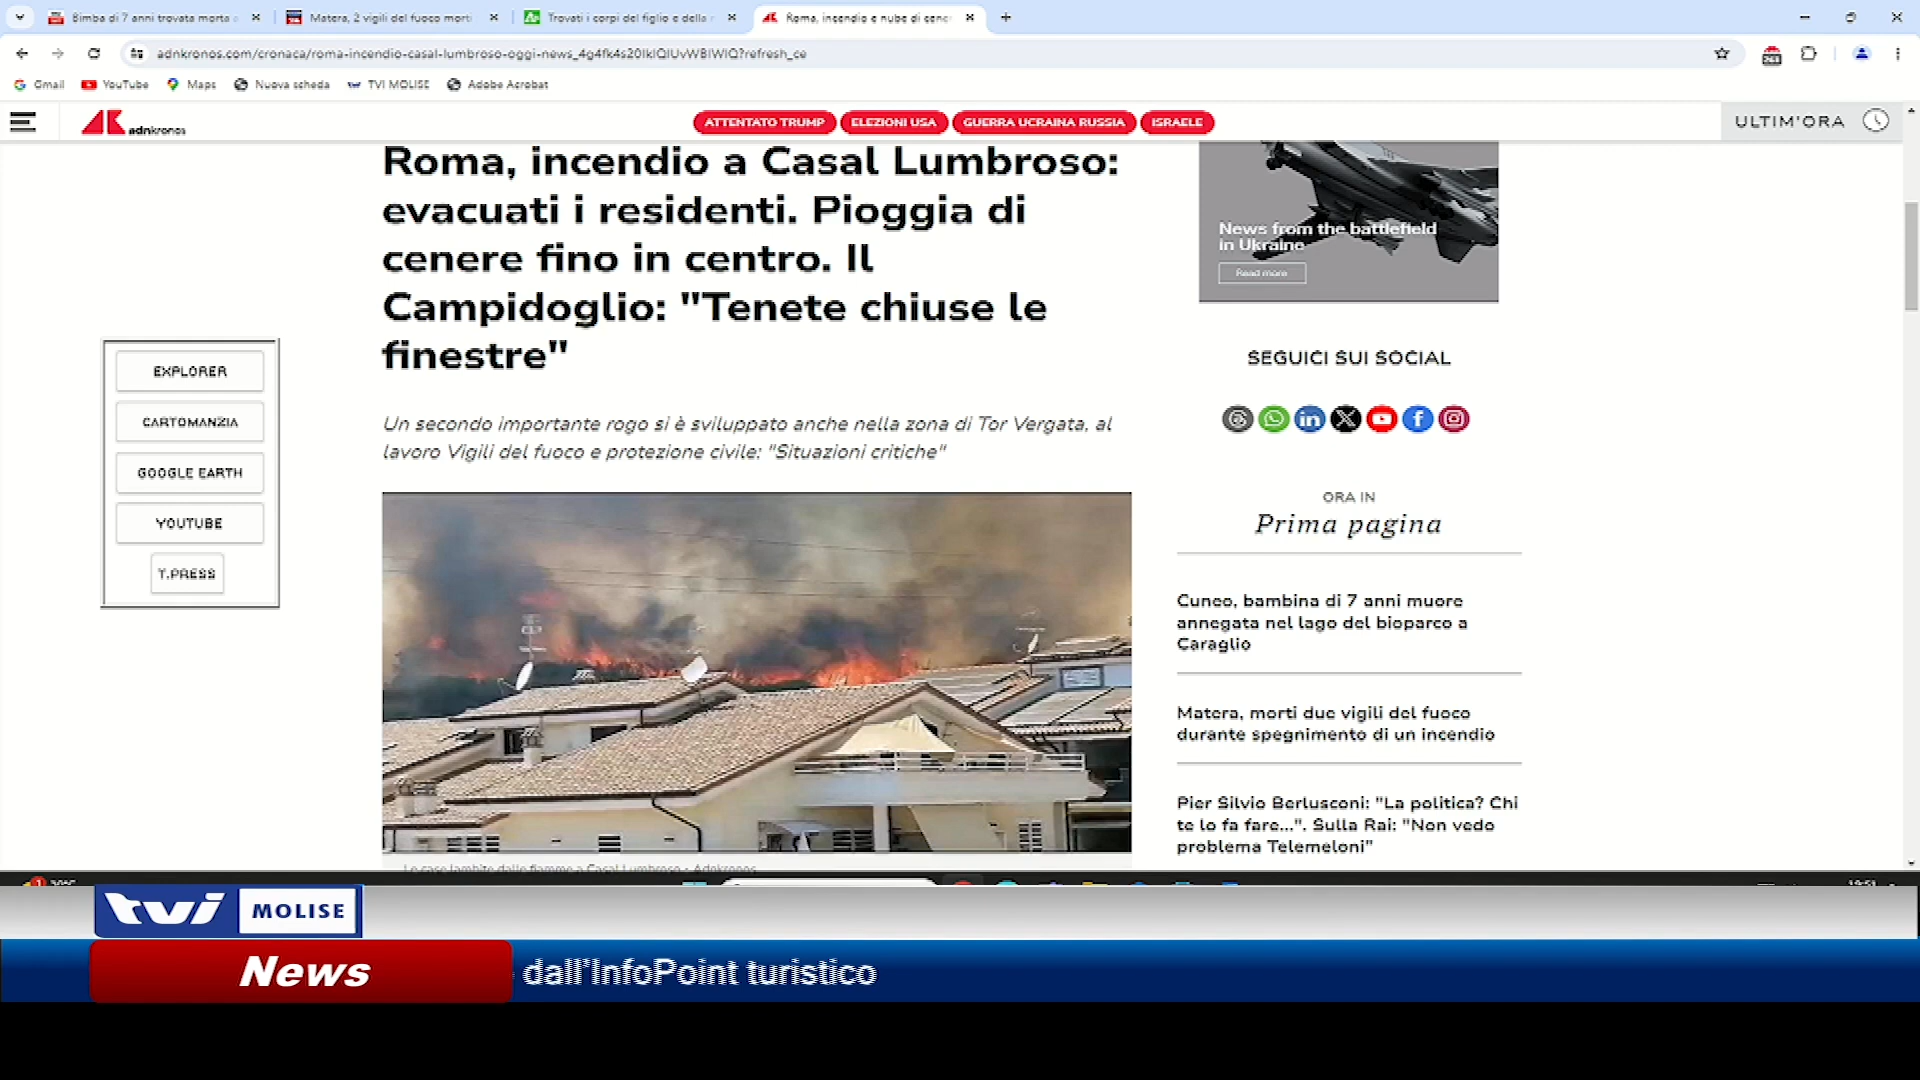 Bimba di 7 anni trovata morta
Matera, 2 vigili del fuoco morti
Trovati i corpi del figlio e della
Roma, incendio e nube di cene
adnkronos.com/cronaca/roma-incendio-casal-lumbroso-oggi-news_4g4fk4s20IkIQIUvWBIWIQ?refresh_ce
Gmail
YouTube
Maps
Nuova scheda
TVI MOLISE
Adobe Acrobat
adnkronos
ATTENTATO TRUMP
ELEZIONI USA
GUERRA UCRAINA RUSSIA
ISRAELE
ULTIM'ORA
Roma, incendio a Casal Lumbroso:
evacuati i residenti. Pioggia di
cenere fino in centro. Il
Campidoglio: "Tenete chiuse le
finestre"
Un secondo importante rogo si è sviluppato anche nella zona di Tor Vergata, al
lavoro Vigili del fuoco e protezione civile: "Situazioni critiche"
Le case lambite dalle fiamme a Casal Lumbroso - Adnkronos
EXPLORER
CARTOMANZIA
GOOGLE EARTH
YOUTUBE
T.PRESS
News from the battlefield
in Ukraine
Read more
SEGUICI SUI SOCIAL
ORA IN
Prima pagina
Cuneo, bambina di 7 anni muore
annegata nel lago del bioparco a
Caraglio
Matera, morti due vigili del fuoco
durante spegnimento di un incendio
Pier Silvio Berlusconi: "La politica? Chi
te lo fa fare...". Sulla Rai: "Non vedo
problema Telemeloni"
tvi MOLISE
News
dall'InfoPoint turistico